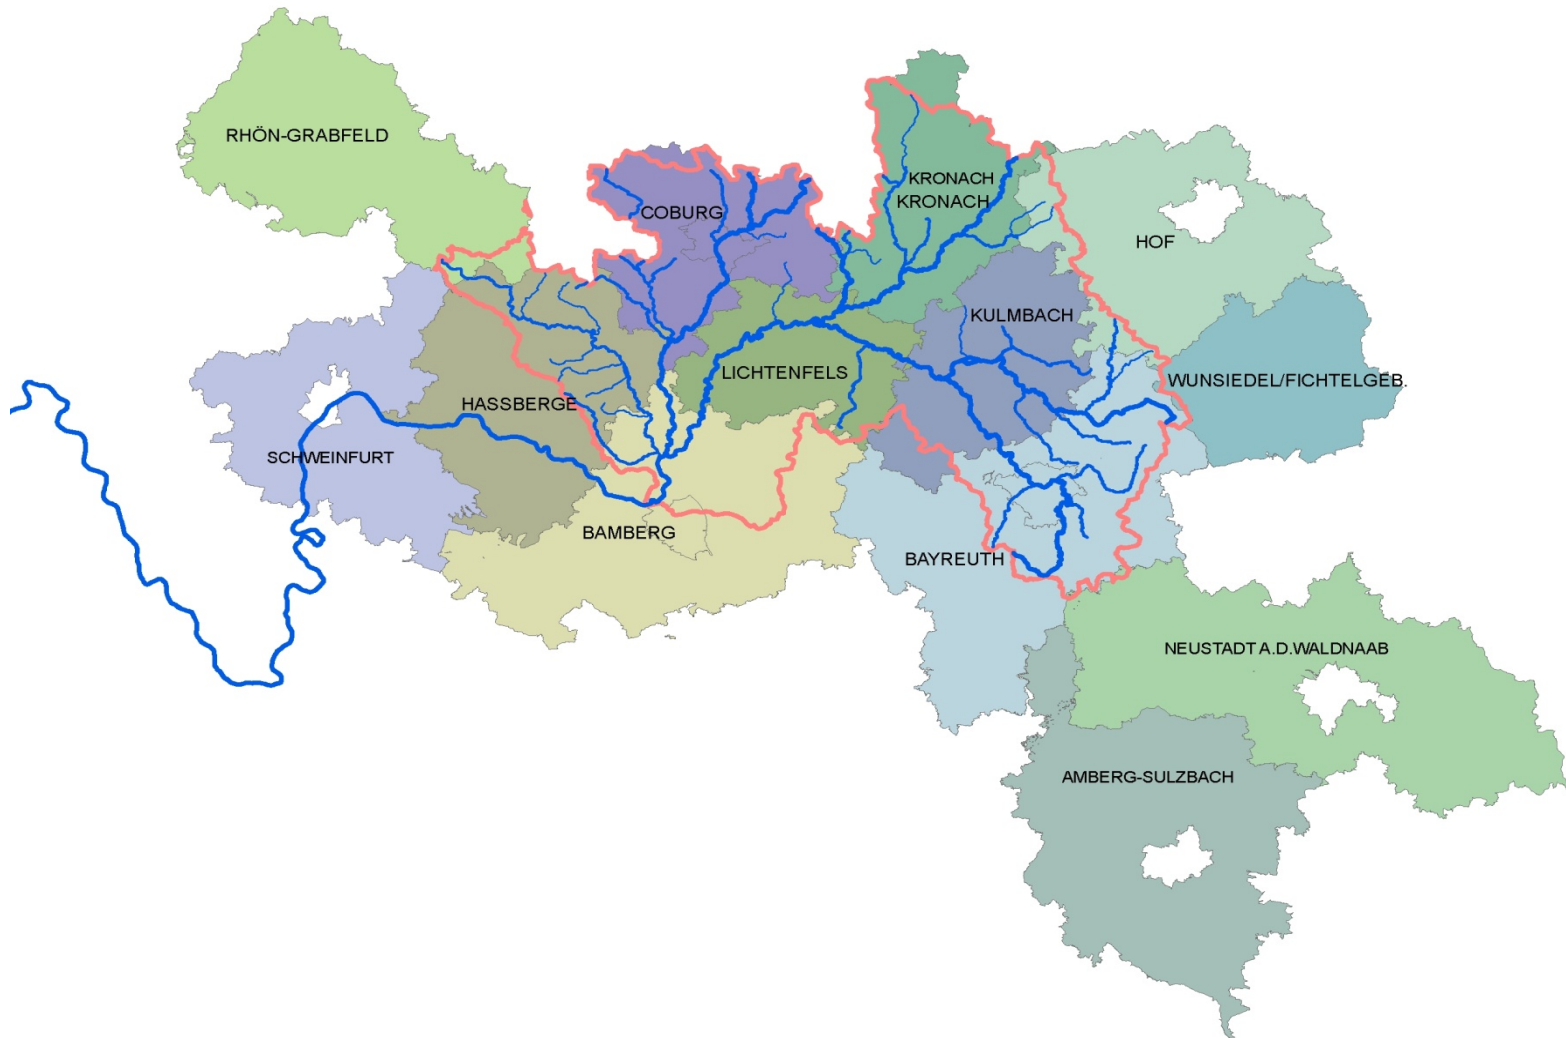 RHÖN-GRABFELD
KRONACH
KRONACH
COBURG
HOF
KULMBACH
LICHTENFELS
WUNSIEDEL/FICHTELGEB.
HASSBERGE
SCHWEINFURT
BAMBERG
BAYREUTH
NEUSTADT A.D.WALDNAAB
AMBERG-SULZBACH